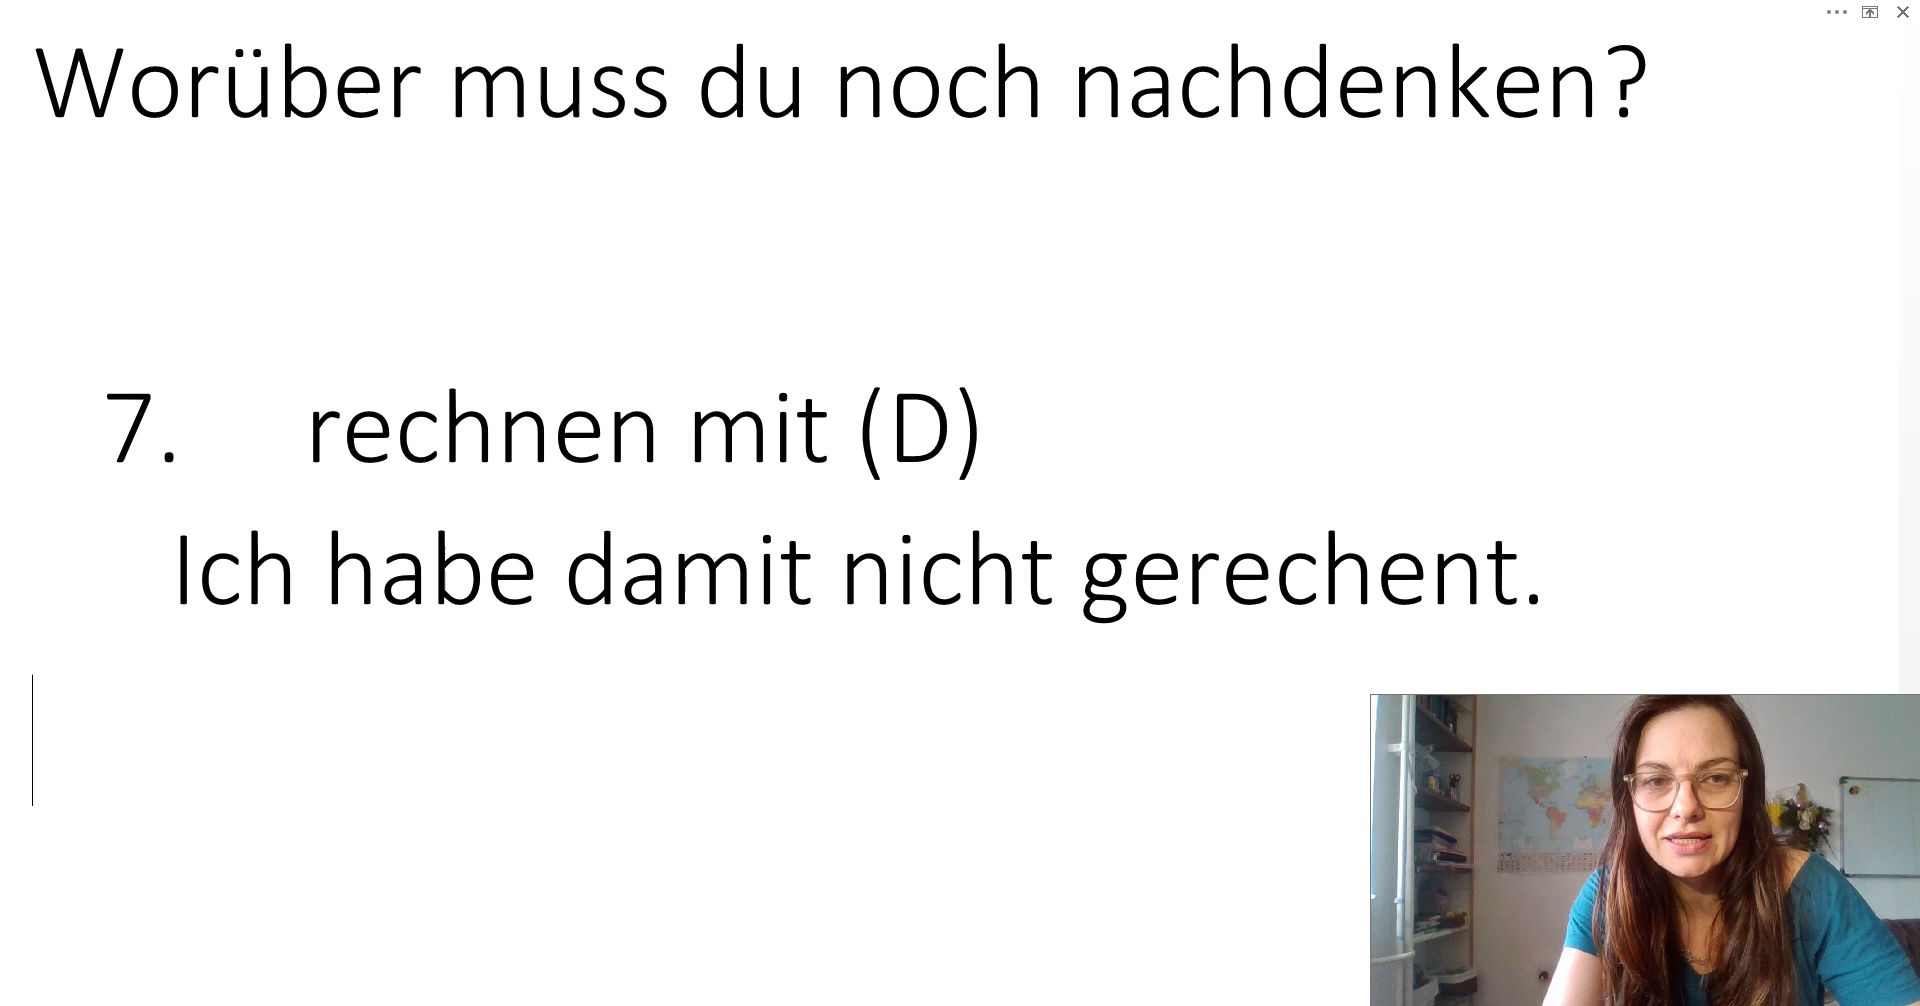 Worüber muss du noch nachdenken?
7. rechnen mit (D)
Ich habe damit nicht gerechent.